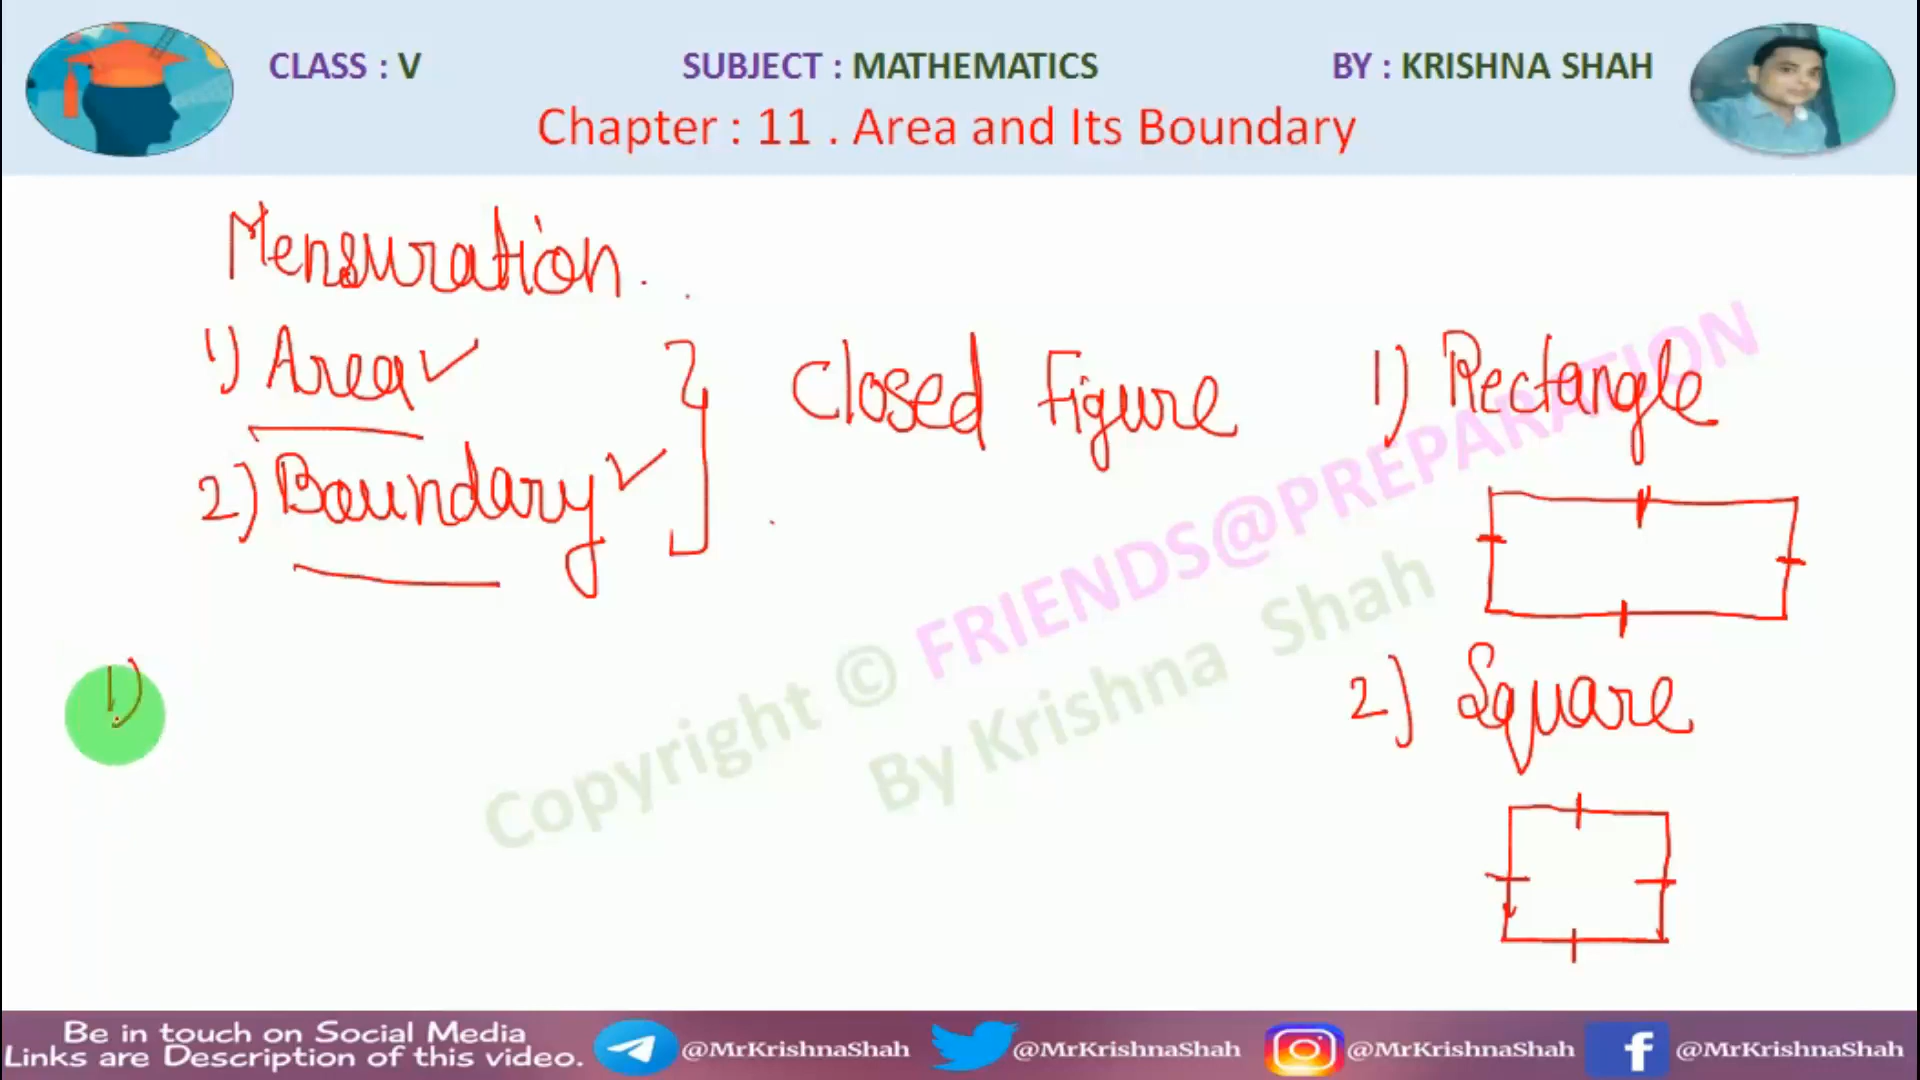 CLASS : V
SUBJECT : MATHEMATICS
BY : KRISHNA SHAH
Chapter : 11 . Area and Its Boundary
Mensuration.
1) Area ✓
2) Boundary ✓
Closed Figure
1) Rectangle
2) Square
1)
Copyright © FRIENDS@PREPARATION
By Krishna Shah
Be in touch on Social Media
Links are Description of this video.
@MrKrishnaShah
@MrKrishnaShah
@MrKrishnaShah
@MrKrishnaShah